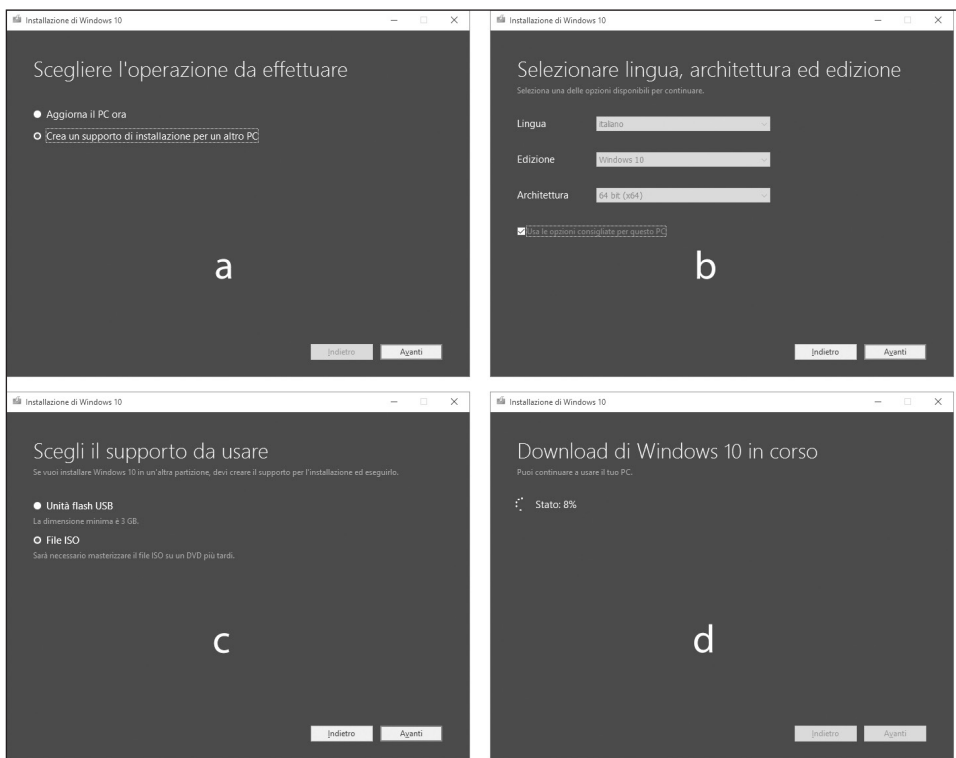 Installazione di Windows 10
Scegliere l'operazione da effettuare
Aggiorna il PC ora
Crea un supporto di installazione per un altro PC
a
Indietro
Avanti
Installazione di Windows 10
Selezionare lingua, architettura ed edizione
Seleziona una delle opzioni disponibili per continuare.
Lingua
italiano
Edizione
Windows 10
Architettura
64 bit (x64)
Usa le opzioni consigliate per questo PC
b
Indietro
Avanti
Installazione di Windows 10
Scegli il supporto da usare
Se vuoi installare Windows 10 in un'altra partizione, devi creare il supporto per l'installazione ed eseguirlo.
Unità flash USB
La dimensione minima è 3 GB.
File ISO
Sarà necessario masterizzare il file ISO su un DVD più tardi.
c
Indietro
Avanti
Installazione di Windows 10
Download di Windows 10 in corso
Puoi continuare a usare il tuo PC.
Stato: 8%
d
Indietro
Avanti